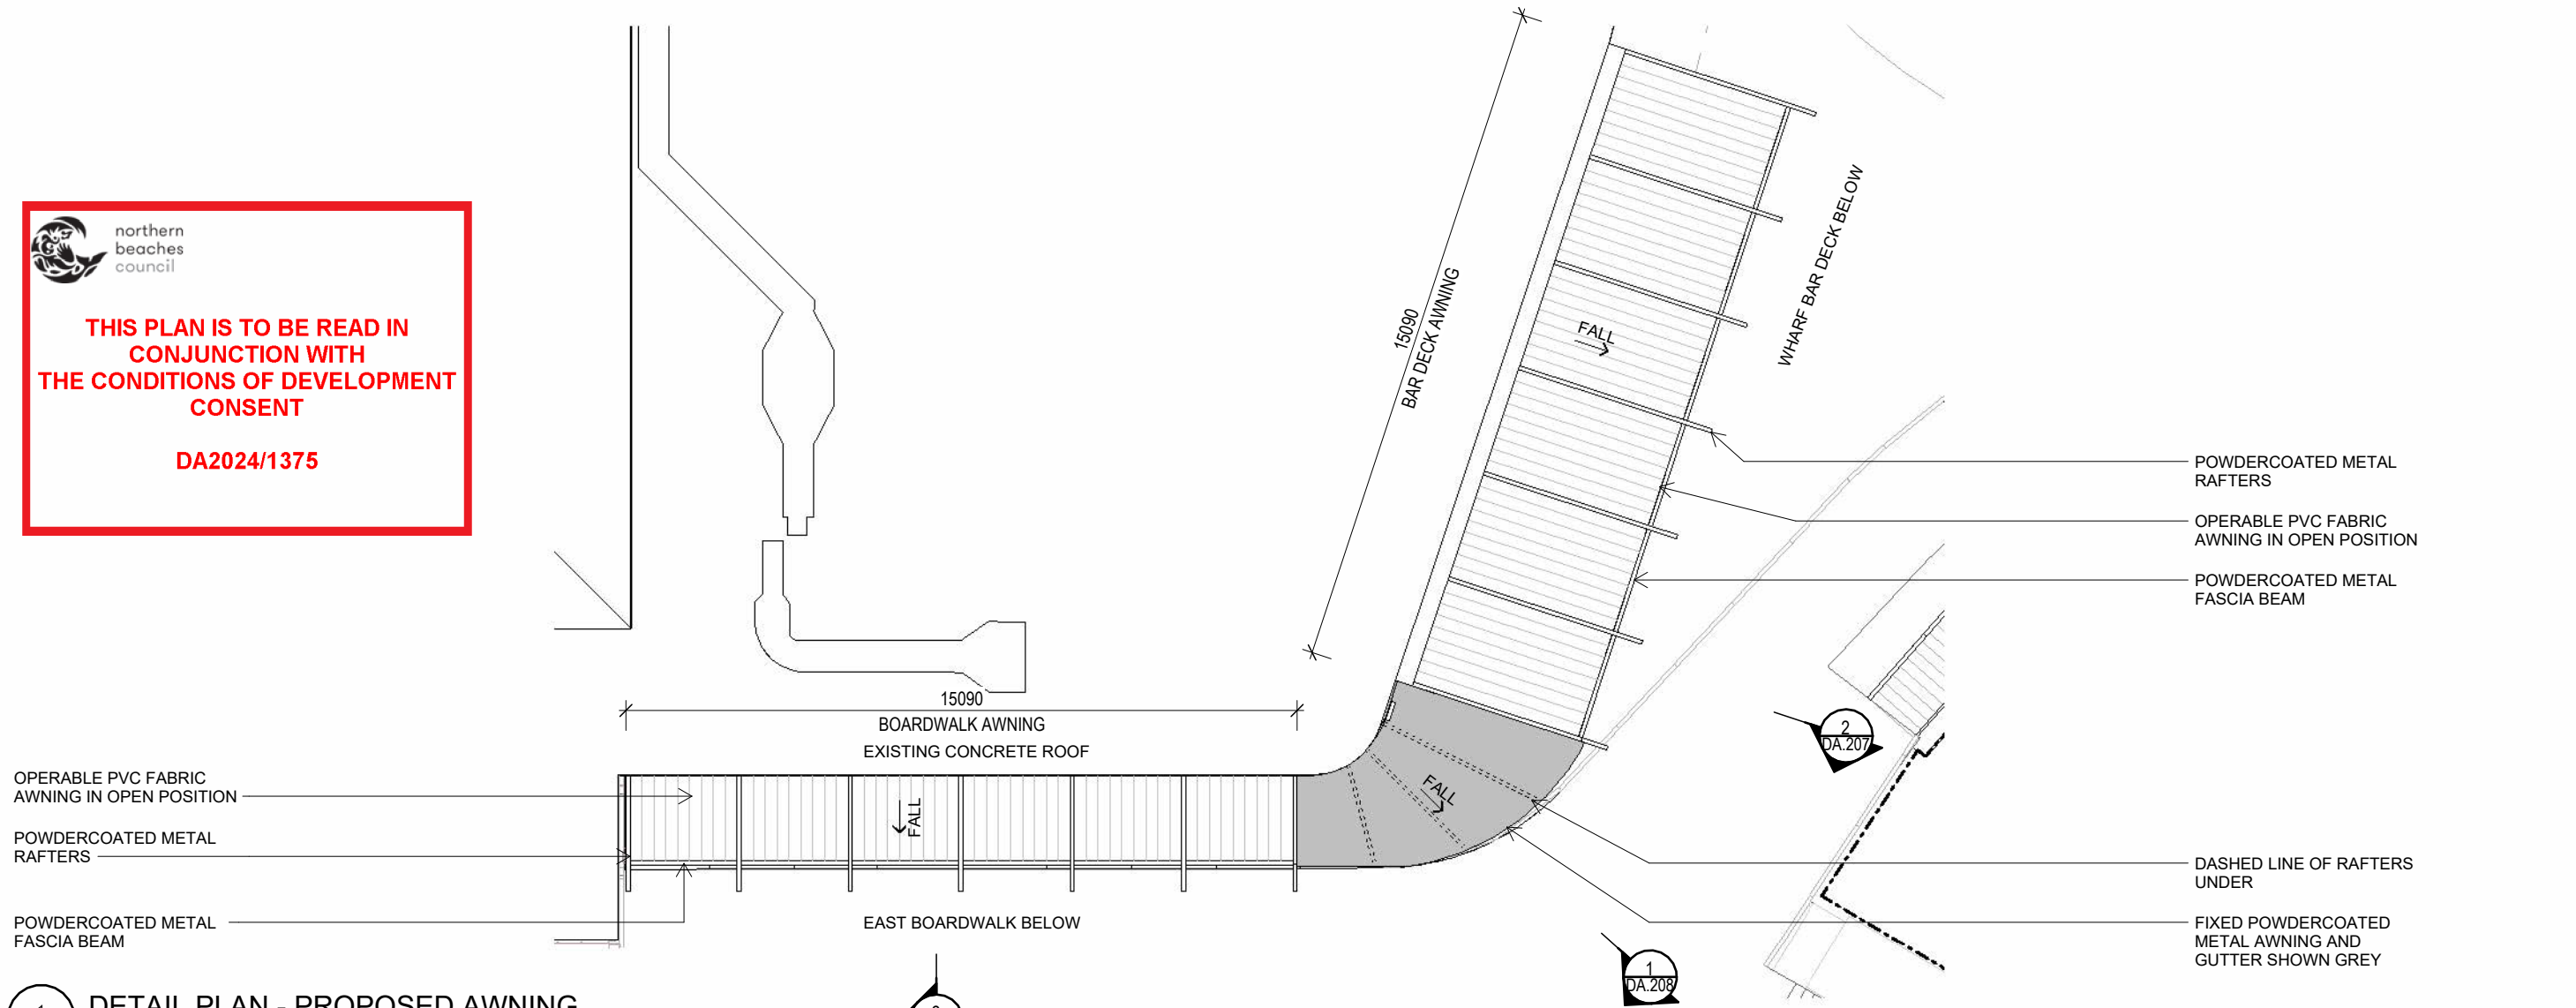 northern
beaches
council
THIS PLAN IS TO BE READ IN
CONJUNCTION WITH
THE CONDITIONS OF DEVELOPMENT
CONSENT
DA2024/1375
15090
BAR DECK AWNING
FALL
WHARF BAR DECK BELOW
POWDERCOATED METAL
RAFTERS
OPERABLE PVC FABRIC
AWNING IN OPEN POSITION
POWDERCOATED METAL
FASCIA BEAM
15090
BOARDWALK AWNING
EXISTING CONCRETE ROOF
2
DA.207
OPERABLE PVC FABRIC
AWNING IN OPEN POSITION
POWDERCOATED METAL
RAFTERS
FALL
FALL
POWDERCOATED METAL
FASCIA BEAM
EAST BOARDWALK BELOW
DASHED LINE OF RAFTERS
UNDER
FIXED POWDERCOATED
METAL AWNING AND
GUTTER SHOWN GREY
1
DA.208
DETAIL PLAN - PROPOSED AWNING